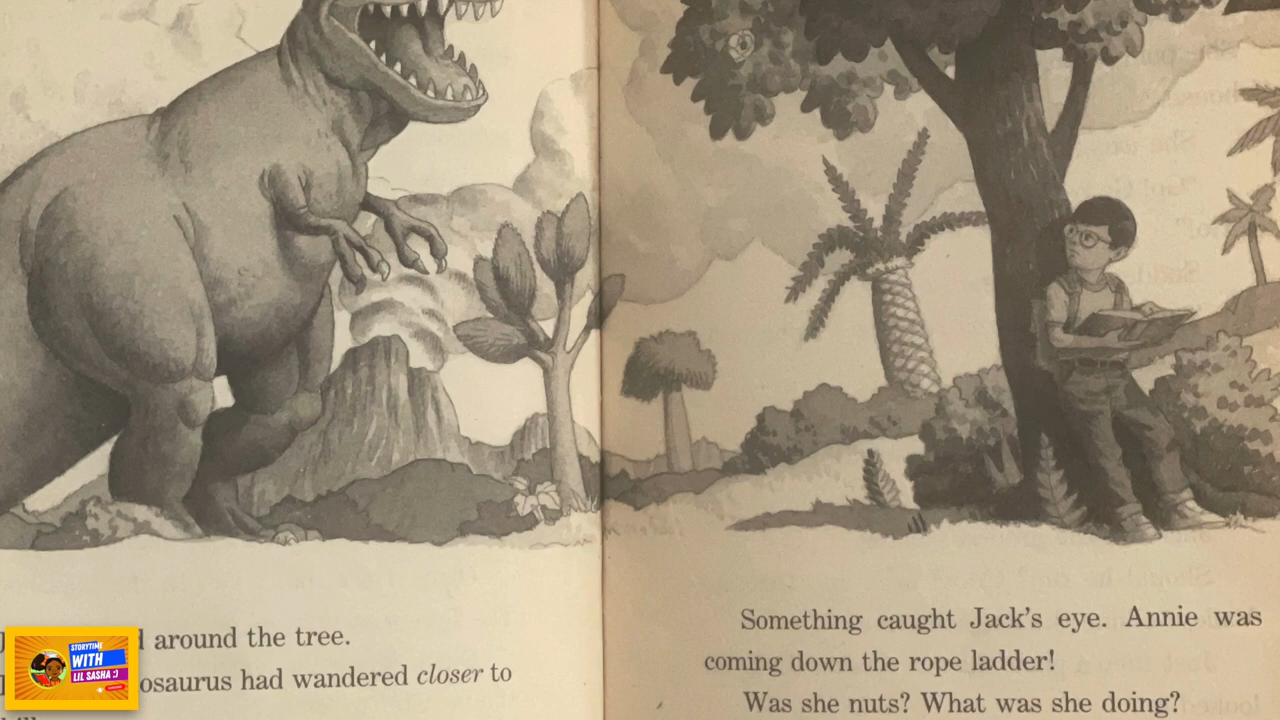 d around the tree.
osaurus had wandered closer to
Something caught Jack's eye. Annie was
coming down the rope ladder!
Was she nuts? What was she doing?
STORYTIME
WITH
LIL SASHA :)